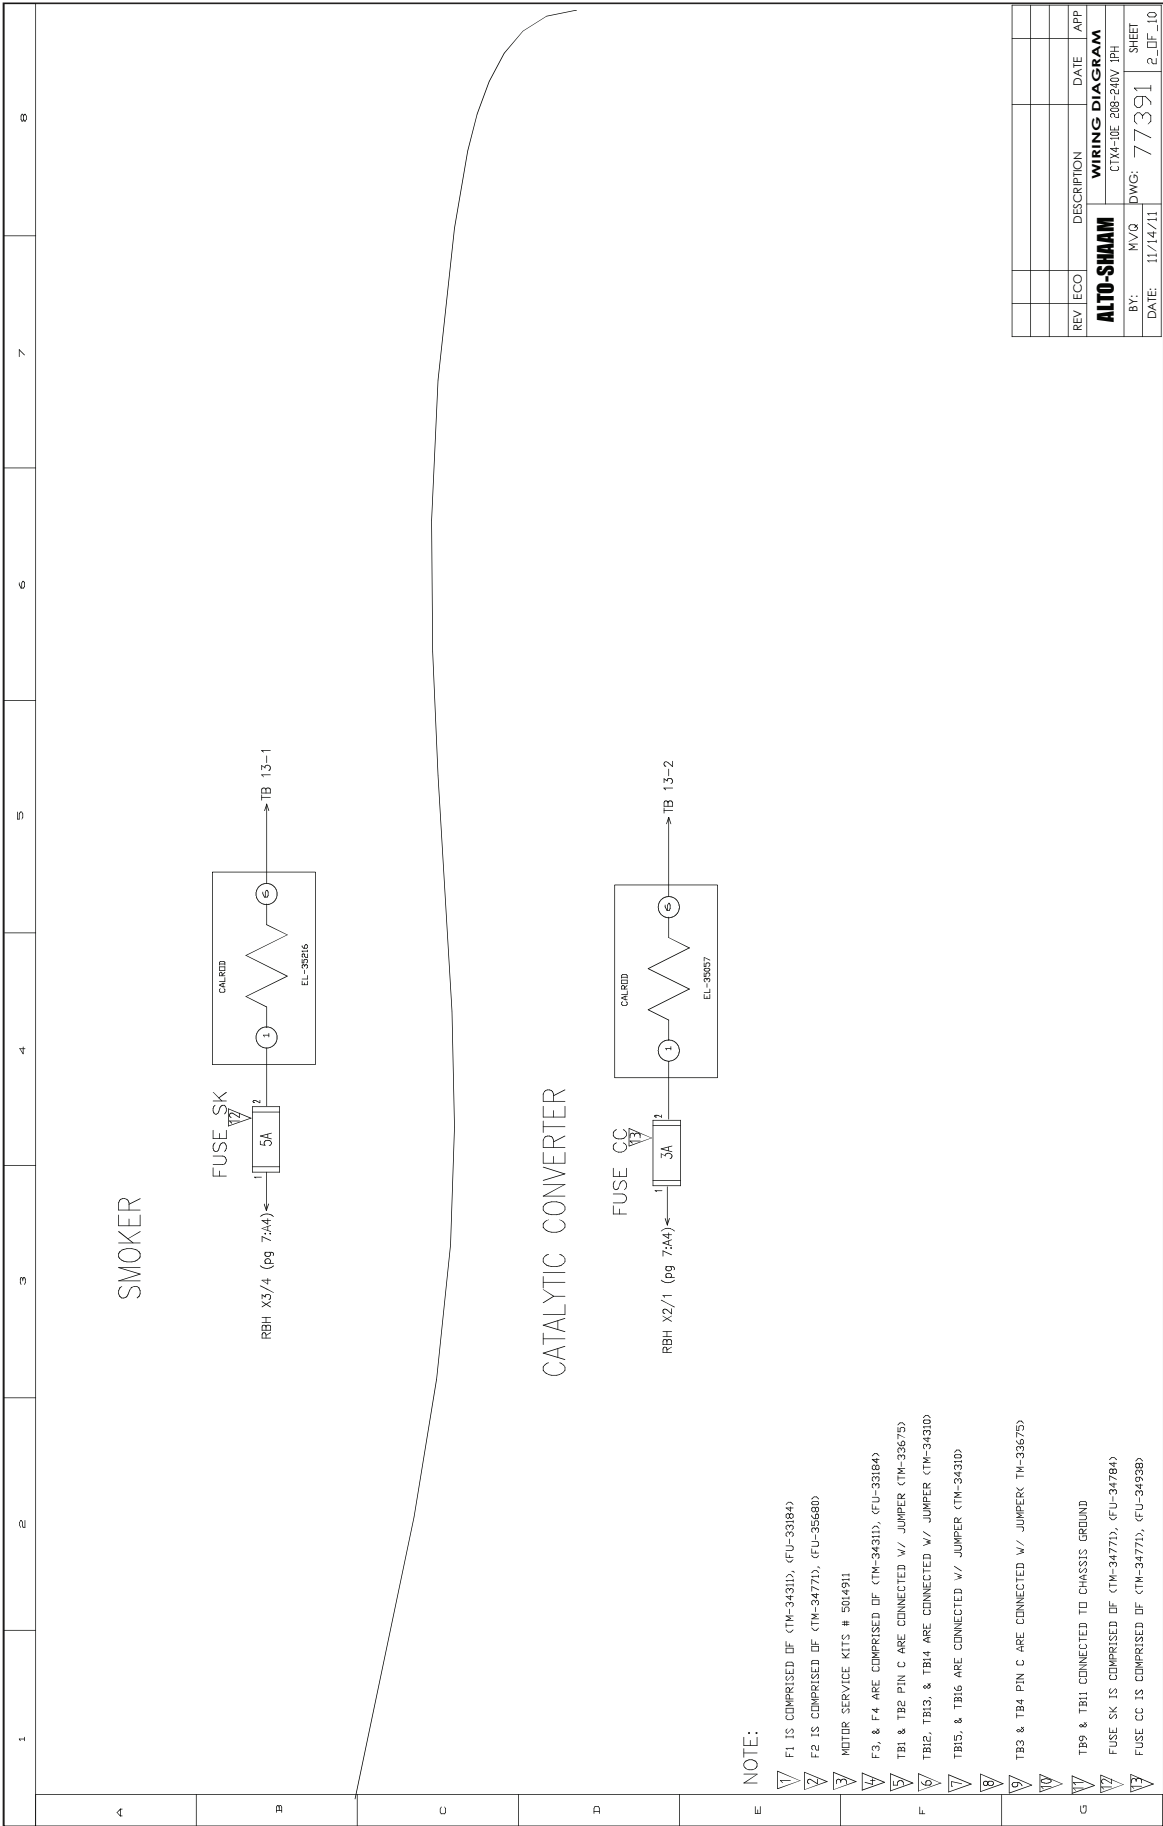 1 2 3 4 5 6 7 8
A
B
C
D
E
F
G
SMOKER
FUSE SK
12
RBH X3/4 (pg 7:A4)
1 5A 2
CALROD
1 6
EL-35216
TB 13-1
CATALYTIC CONVERTER
FUSE CC
13
RBH X2/1 (pg 7:A4)
1 3A 2
CALROD
1 6
EL-35057
TB 13-2
NOTE:
1 F1 IS COMPRISED OF (TM-34311), (FU-33184)
2 F2 IS COMPRISED OF (TM-34771), (FU-35680)
3 MOTOR SERVICE KITS # 5014911
4 F3, & F4 ARE COMPRISED OF (TM-34311), (FU-33184)
5 TB1 & TB2 PIN C ARE CONNECTED W/ JUMPER (TM-33675)
6 TB12, TB13, & TB14 ARE CONNECTED W/ JUMPER (TM-34310)
7 TB15, & TB16 ARE CONNECTED W/ JUMPER (TM-34310)
8
9 TB3 & TB4 PIN C ARE CONNECTED W/ JUMPER( TM-33675)
10
11 TB9 & TB11 CONNECTED TO CHASSIS GROUND
12 FUSE SK IS COMPRISED OF (TM-34771), (FU-34784)
13 FUSE CC IS COMPRISED OF (TM-34771), (FU-34938)
REV ECO DESCRIPTION DATE APP
ALTO-SHAAM
WIRING DIAGRAM
CTX4-10E 208-240V 1PH
BY: MVQ
DWG: 77391
SHEET
DATE: 11/14/11
2_OF_10